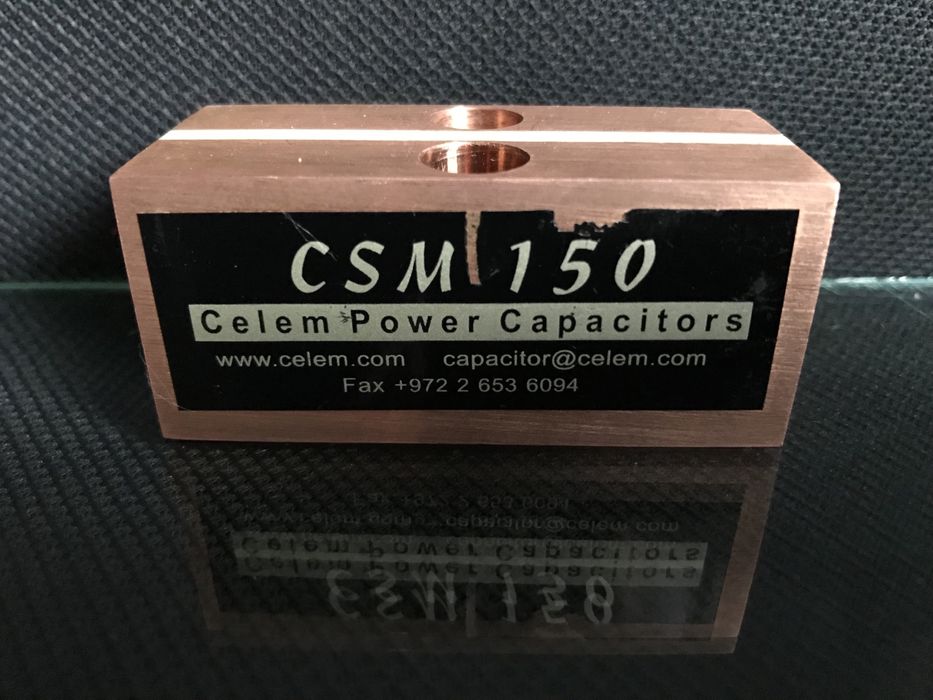 CSM 150
Celem Power Capacitors
www.celem.com capacitor@celem.com
Fax +972 2 653 6094